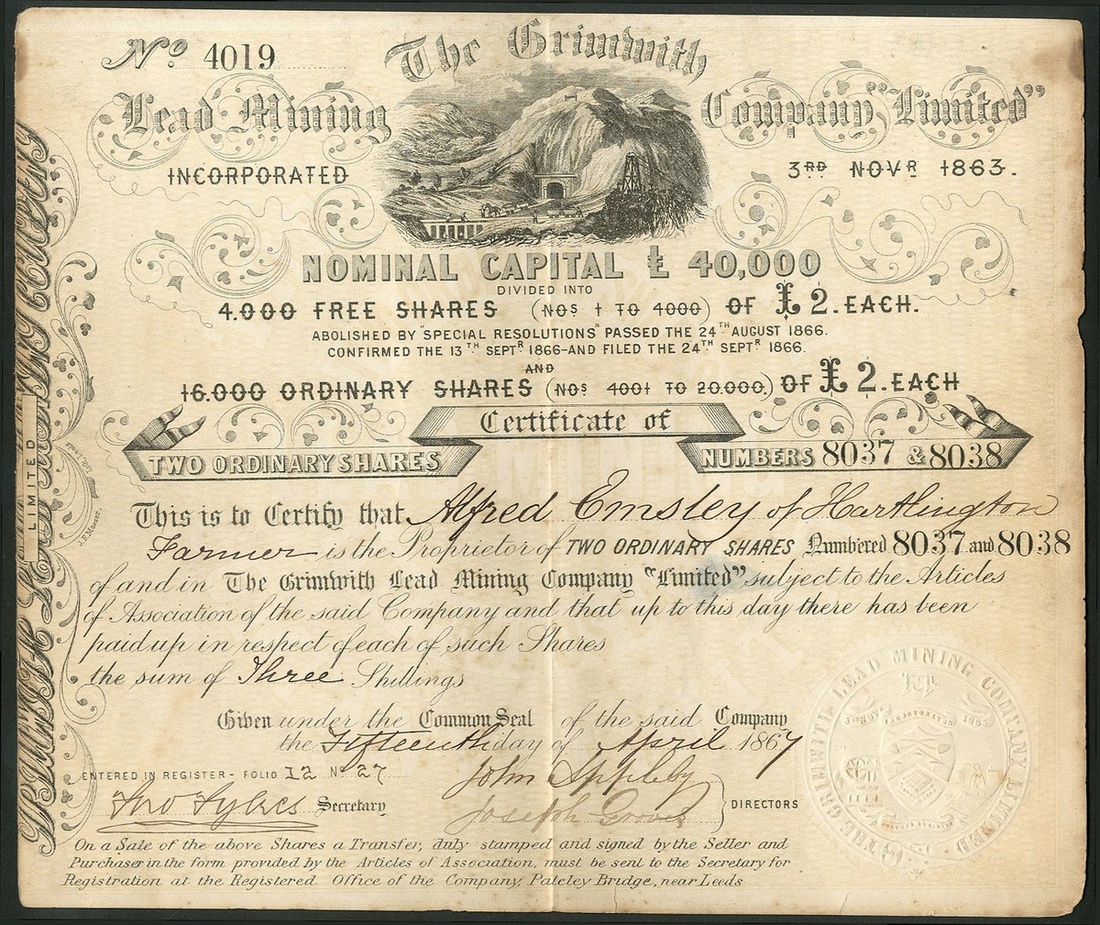 No. 4019
The Grimwith
Lead Mining Company "Limited"
INCORPORATED 3RD NOVR 1863.
NOMINAL CAPITAL £ 40,000
DIVIDED INTO
4.000 FREE SHARES (NOS 1 TO 4000) OF £2. EACH.
ABOLISHED BY "SPECIAL RESOLUTIONS" PASSED THE 24TH AUGUST 1866.
CONFIRMED THE 13TH SEPTR 1866-AND FILED THE 24TH SEPTR 1866.
AND
16.000 ORDINARY SHARES (NOS 4001 TO 20.000.) OF £2. EACH
Certificate of
TWO ORDINARY SHARES NUMBERS 8037 & 8038
This is to Certify that Alfred Emsley of Hartlington
Farmer is the Proprietor of TWO ORDINARY SHARES Numbered 8037 and 8038
of and in The Grimwith Lead Mining Company "Limited" subject to the Articles
of Association of the said Company and that up to this day there has been
paid up in respect of each of such Shares
the sum of Three Shillings
Given under the Common Seal of the said Company
the Fifteenth day of April 1867
ENTERED IN REGISTER - FOLIO 12 No 27
John Appleby
Secretary
Joseph Grover
DIRECTORS
On a Sale of the above Shares a Transfer, duly stamped and signed by the Seller and
Purchaser in the form provided by the Articles of Association, must be sent to the Secretary for
Registration at the Registered Office of the Company, Pateley Bridge, near Leeds
LIMITED
THE GRIMWITH LEAD MINING COMPANY LIMITED